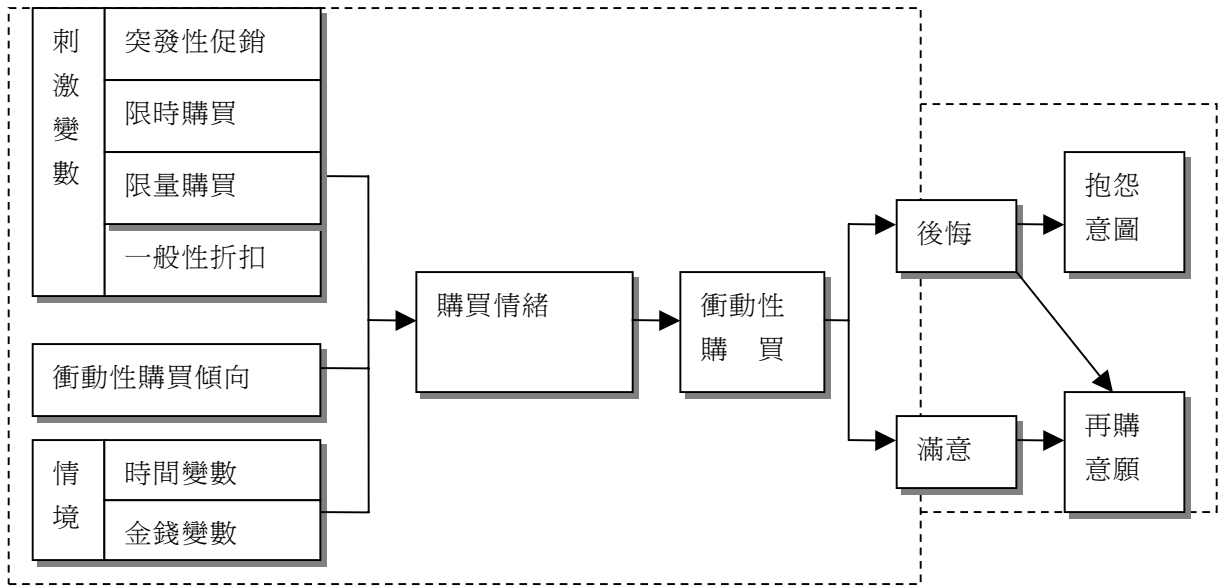 刺
激
變
數
突發性促銷
限時購買
限量購買
一般性折扣
衝動性購買傾向
情
境
時間變數
金錢變數
購買情緒
衝動性
購　買
後悔
滿意
抱怨
意圖
再購
意願